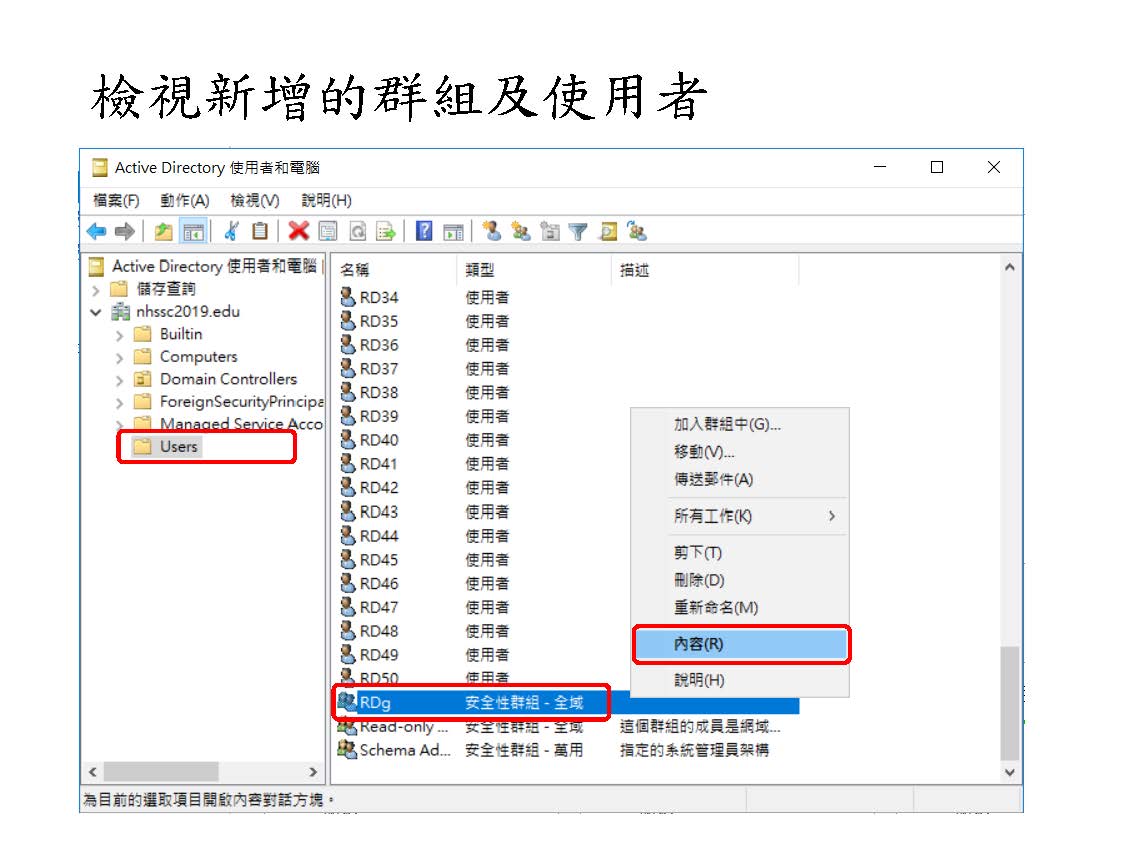 檢視新增的群組及使用者
Active Directory 使用者和電腦
檔案(F) 動作(A) 檢視(V) 說明(H)
Active Directory 使用者和電腦
儲存查詢
nhssc2019.edu
Builtin
Computers
Domain Controllers
ForeignSecurityPrincipa
Managed Service Acco
Users
名稱 類型 描述
RD34 使用者
RD35 使用者
RD36 使用者
RD37 使用者
RD38 使用者
RD39 使用者
RD40 使用者
RD41 使用者
RD42 使用者
RD43 使用者
RD44 使用者
RD45 使用者
RD46 使用者
RD47 使用者
RD48 使用者
RD49 使用者
RD50 使用者
RDg 安全性群組 - 全域
Read-only ... 安全性群組 - 全域 這個群組的成員是網域...
Schema Ad... 安全性群組 - 萬用 指定的系統管理員架構
加入群組中(G)...
移動(V)...
傳送郵件(A)
所有工作(K)
剪下(T)
刪除(D)
重新命名(M)
內容(R)
說明(H)
為目前的選取項目開啟內容對話方塊。